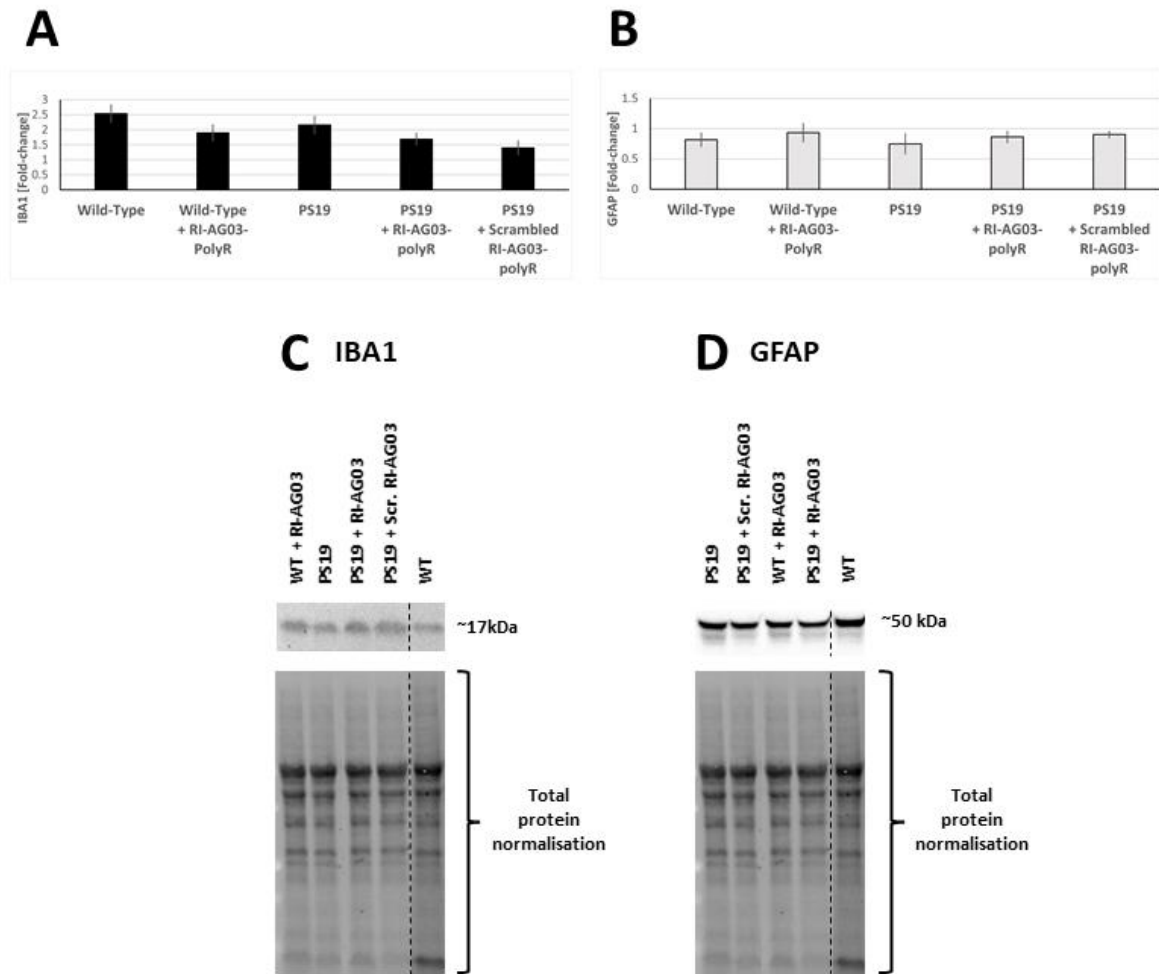 A
B
IBA1 [Fold-change]
3
2.5
2
1.5
1
0.5
0
Wild-Type
Wild-Type
+ RI-AG03-
PolyR
PS19
PS19
+ RI-AG03-
polyR
PS19
+ Scrambled
RI-AG03-
polyR
GFAP [Fold-change]
1.5
1
0.5
0
Wild-Type
Wild-Type
+ RI-AG03-
PolyR
PS19
PS19
+ RI-AG03-
polyR
PS19
+ Scrambled
RI-AG03-
polyR
C IBA1
WT + RI-AG03
PS19
PS19 + RI-AG03
PS19 + Scr. RI-AG03
WT
~17kDa
Total
protein
normalisation
D GFAP
PS19
PS19 + Scr. RI-AG03
WT + RI-AG03
PS19 + RI-AG03
WT
~50 kDa
Total
protein
normalisation